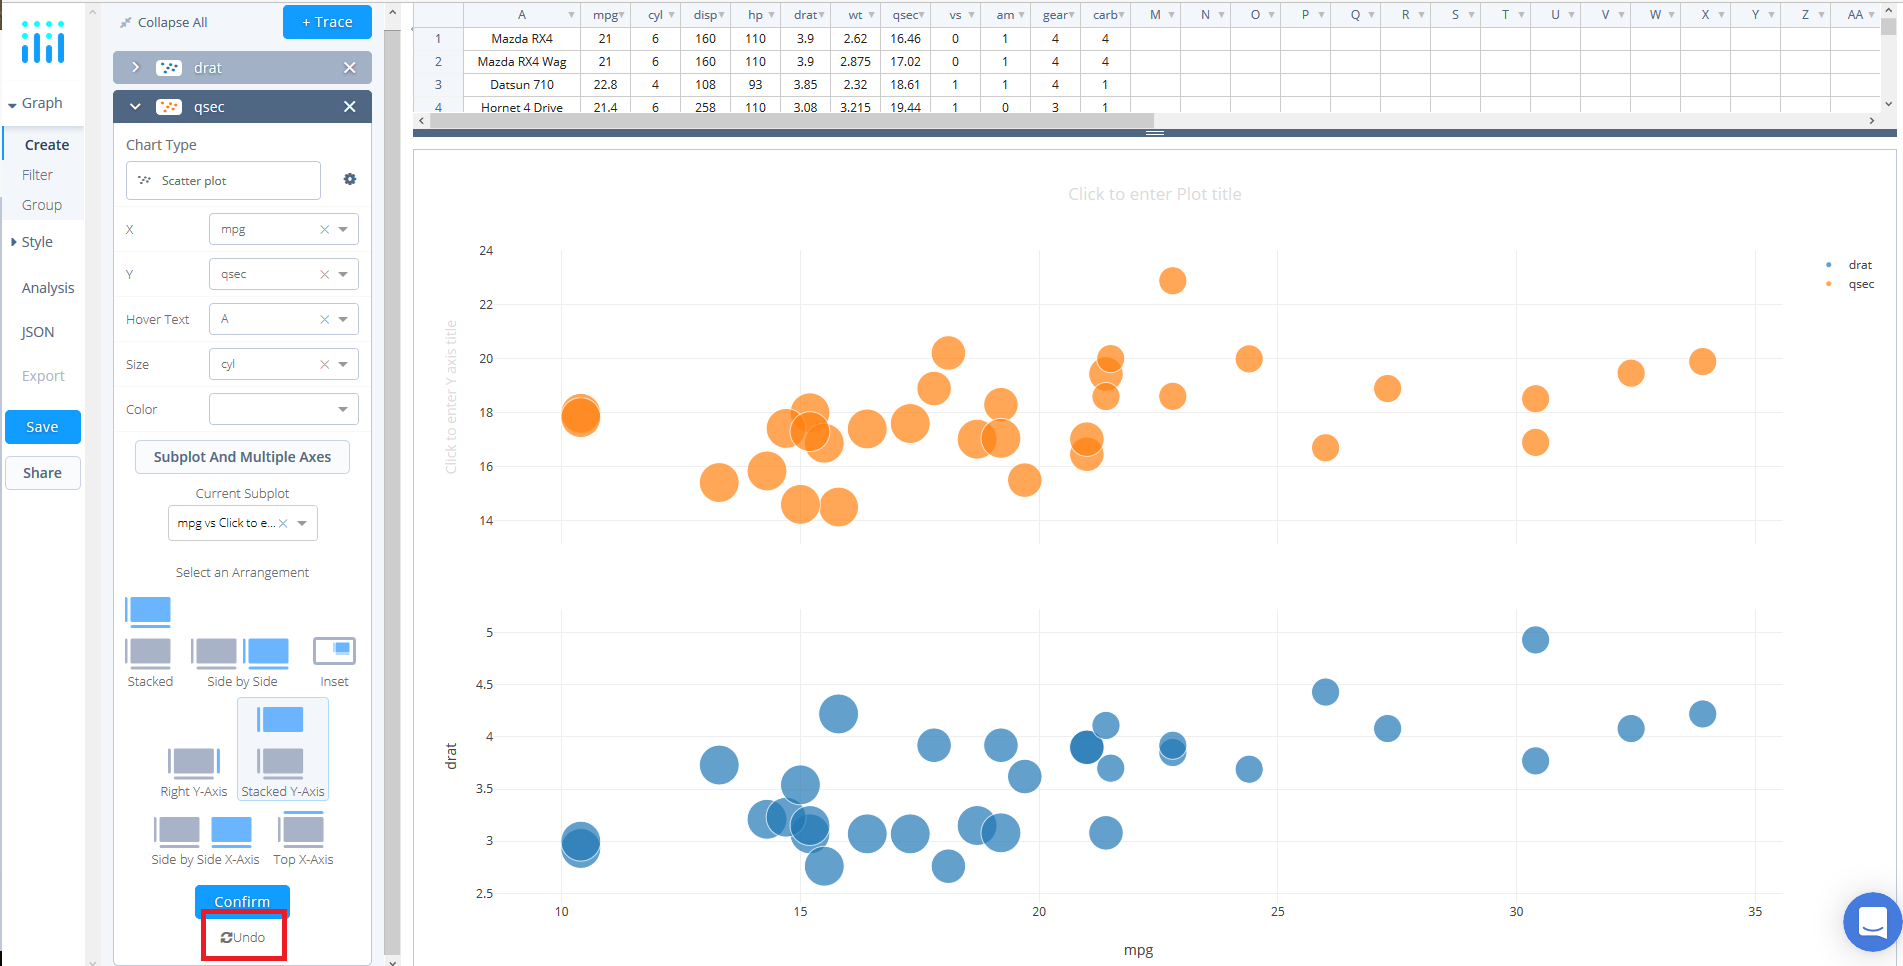 Collapse All
+ Trace
drat
qsec
Graph
Create
Filter
Group
Style
Analysis
JSON
Export
Save
Share
Chart Type
Scatter plot
X mpg
Y qsec
Hover Text A
Size cyl
Color
Subplot And Multiple Axes
Current Subplot
mpg vs Click to e...
Select an Arrangement
Stacked Side by Side Inset
Right Y-Axis Stacked Y-Axis
Side by Side X-Axis Top X-Axis
Confirm
Undo
A mpg cyl disp hp drat wt qsec vs am gear carb M N O P Q R S T U V W X Y Z AA
1 Mazda RX4 21 6 160 110 3.9 2.62 16.46 0 1 4 4
2 Mazda RX4 Wag 21 6 160 110 3.9 2.875 17.02 0 1 4 4
3 Datsun 710 22.8 4 108 93 3.85 2.32 18.61 1 1 4 1
4 Hornet 4 Drive 21.4 6 258 110 3.08 3.215 19.44 1 0 3 1
Click to enter Plot title
Click to enter Y axis title
24
22
20
18
16
14
drat
qsec
drat
5
4.5
4
3.5
3
2.5
10 15 20 25 30 35
mpg